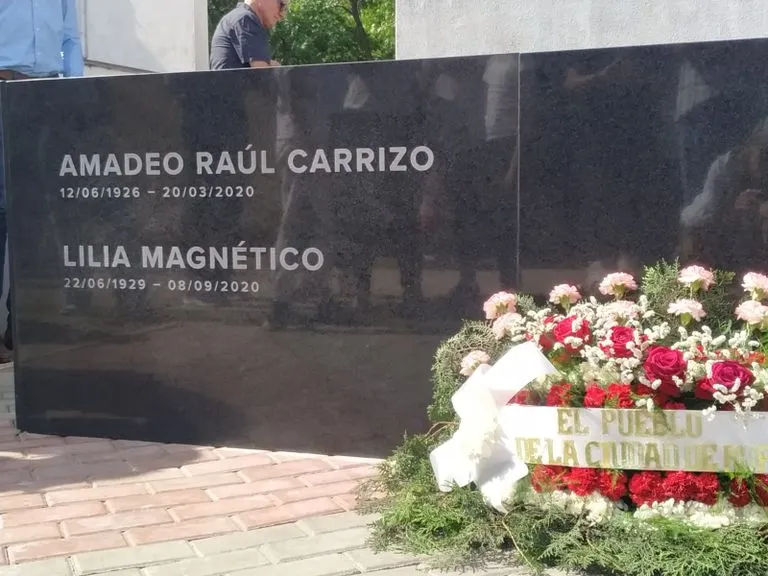 AMADEO RAÚL CARRIZO
12/06/1926 – 20/03/2020
LILIA MAGNÉTICO
22/06/1929 – 08/09/2020
EL PUEBLO
DE LA CIUDAD DE